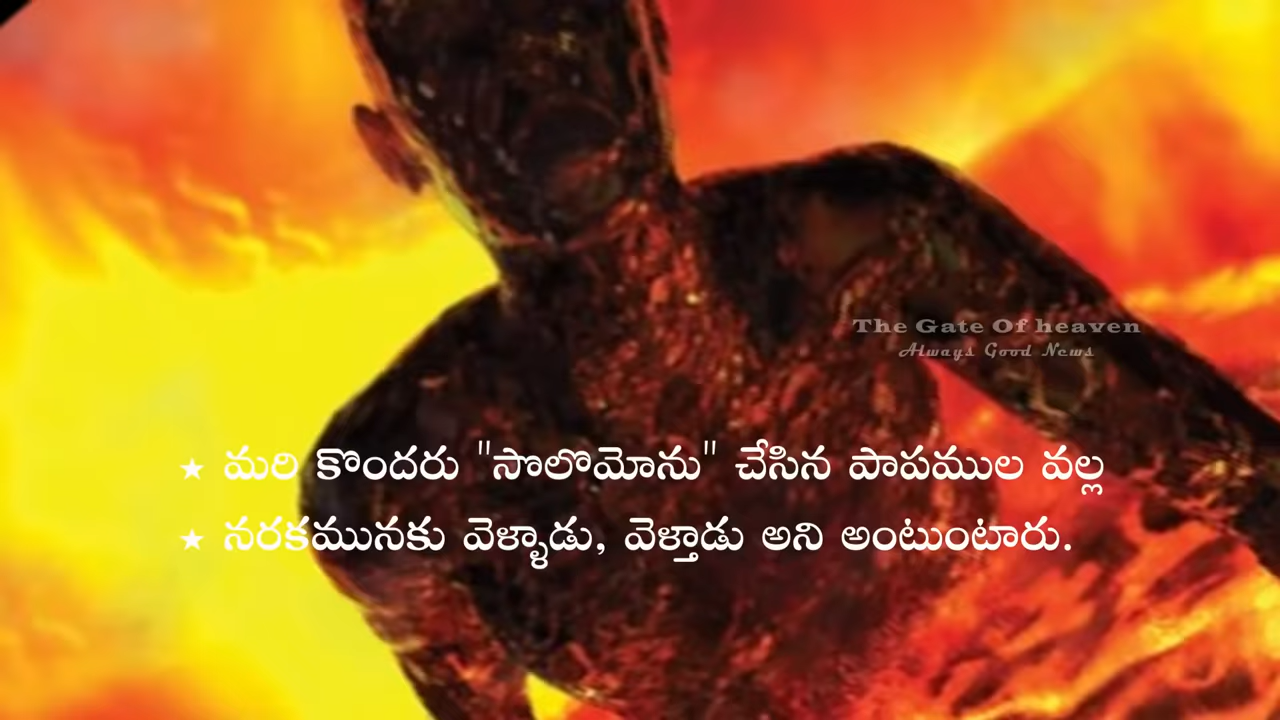 The Gate Of heaven
Always Good News
★ మరి కొందరు "సొలొమోను" చేసిన పాపముల వల్ల
★ నరకమునకు వెళ్ళాడు, వెళ్తాడు అని అంటుంటారు.